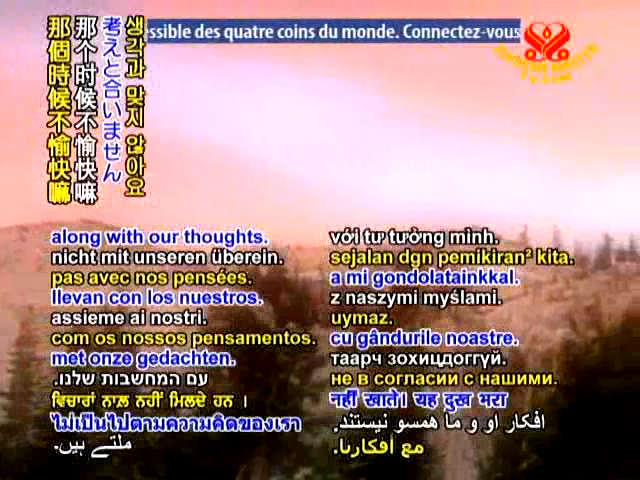 ssible des quatre coins du monde. Connectez-vous
생각과 맞지 않아요
考えと合いません
那个时候不愉快嘛
那個時候不愉快嘛
along with our thoughts.
nicht mit unseren überein.
pas avec nos pensées.
llevan con los nuestros.
assieme ai nostri.
com os nossos pensamentos.
met onze gedachten.
עם המחשבות שלנו.
ਵਿਚਾਰਾਂ ਨਾਲ਼ ਨਹੀਂ ਮਿਲਦੇ ਹਨ ।
ไม่เป็นไปตามความคิดของเรา
ملتے ہیں.
với tư tưởng mình.
sejalan dgn pemikiran² kita.
a mi gondolatainkkal.
z naszymi myślami.
uymaz.
cu gândurile noastre.
таарч зохицдоггүй.
не в согласии с нашими.
नहीं खाते। यह दुख भरा
افکار او و ما همسو نیستند.
مع أفكارنا.